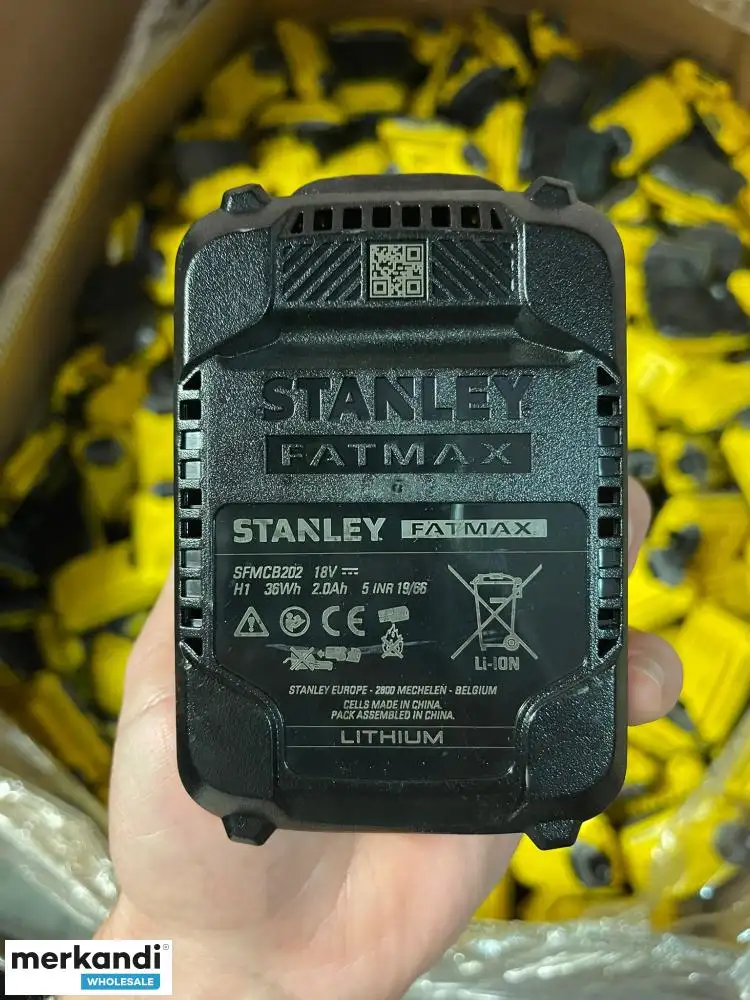 STANLEY
FATMAX
STANLEY FATMAX
SFMCB202 18V
H1 36Wh 2.0Ah 5 INR 19/66
CE
Li-ION
STANLEY EUROPE - 2800 MECHELEN - BELGIUM
CELLS MADE IN CHINA.
PACK ASSEMBLED IN CHINA.
LITHIUM
merkandi
WHOLESALE